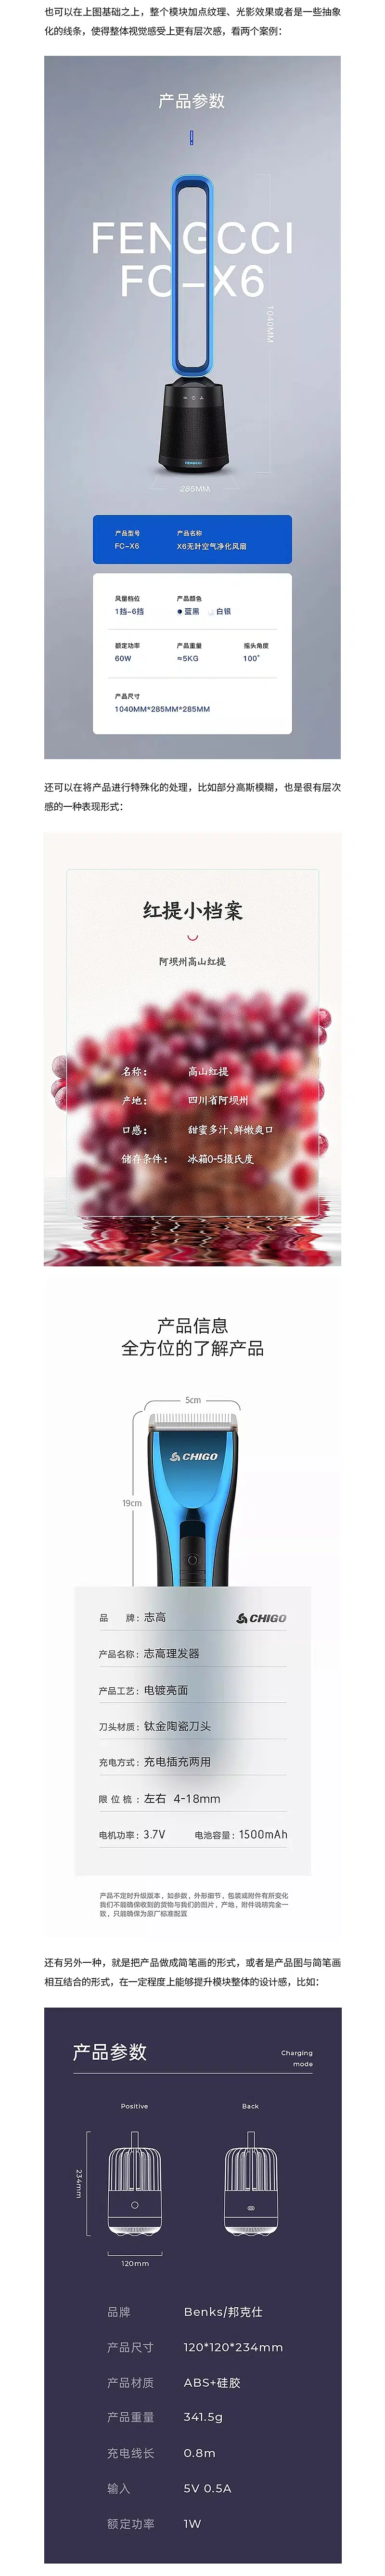 也可以在上图基础之上，整个模块加点纹理、光影效果或者是一些抽象
化的线条，使得整体视觉感受上更有层次感，看两个案例：
产品参数
FENGCCI
FC-X6
1040MM
FENGCCI
285MM
产品型号 产品名称
FC-X6 X6无叶空气净化风扇
风量档位 产品颜色
1挡-6挡 蓝黑 白银
额定功率 产品重量 摇头角度
60W ≈5KG 100°
产品尺寸
1040MM*285MM*285MM
还可以在将产品进行特殊化的处理，比如部分高斯模糊，也是很有层次
感的一种表现形式：
红提小档案
阿坝州高山红提
名称： 高山红提
产地： 四川省阿坝州
口感： 甜蜜多汁、鲜嫩爽口
储存条件： 冰箱0-5摄氏度
产品信息
全方位的了解产品
5cm
CHIGO
19cm
品 牌：志高 CHIGO
产品名称：志高理发器
产品工艺：电镀亮面
刀头材质：钛金陶瓷刀头
充电方式：充电插充两用
限位梳：左右 4-18mm
电机功率：3.7V 电池容量：1500mAh
产品不定时升级版本，如参数，外形细节，包装或附件有所变化
我们不能确保收到的货物与我们的图片，产地，附件说明完全一
致，只能确保为原厂标准配置
还有另外一种，就是把产品做成简笔画的形式，或者是产品图与简笔画
相互结合的形式，在一定程度上能够提升模块整体的设计感，比如：
产品参数 Charging
mode
Positive Back
234mm
120mm
品牌 Benks/邦克仕
产品尺寸 120*120*234mm
产品材质 ABS+硅胶
产品重量 341.5g
充电线长 0.8m
输入 5V 0.5A
额定功率 1W